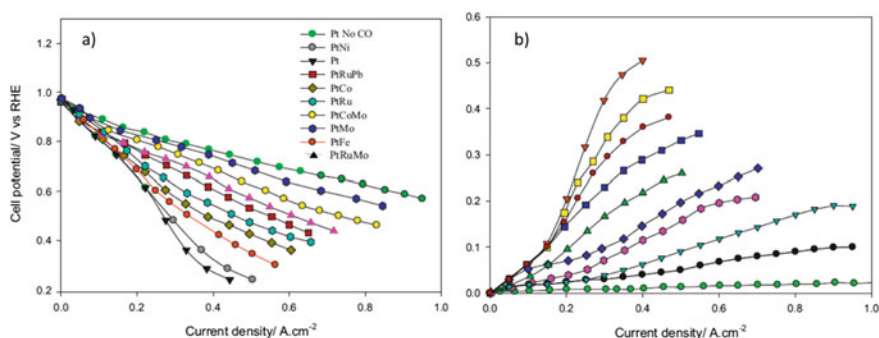 a)
Cell potential/ V vs RHE
1.2
1.0
0.8
0.6
0.4
0.2
0.0 0.2 0.4 0.6 0.8 1.0
Current density/ A.cm-2
Pt No CO
PtNi
Pt
PtRuPb
PtCo
PtRu
PtCoMo
PtMo
PtFe
PtRuMo
b)
0.6
0.5
0.4
0.3
0.2
0.1
0.0
0.0 0.2 0.4 0.6 0.8 1.0
Current density/ A.cm-2